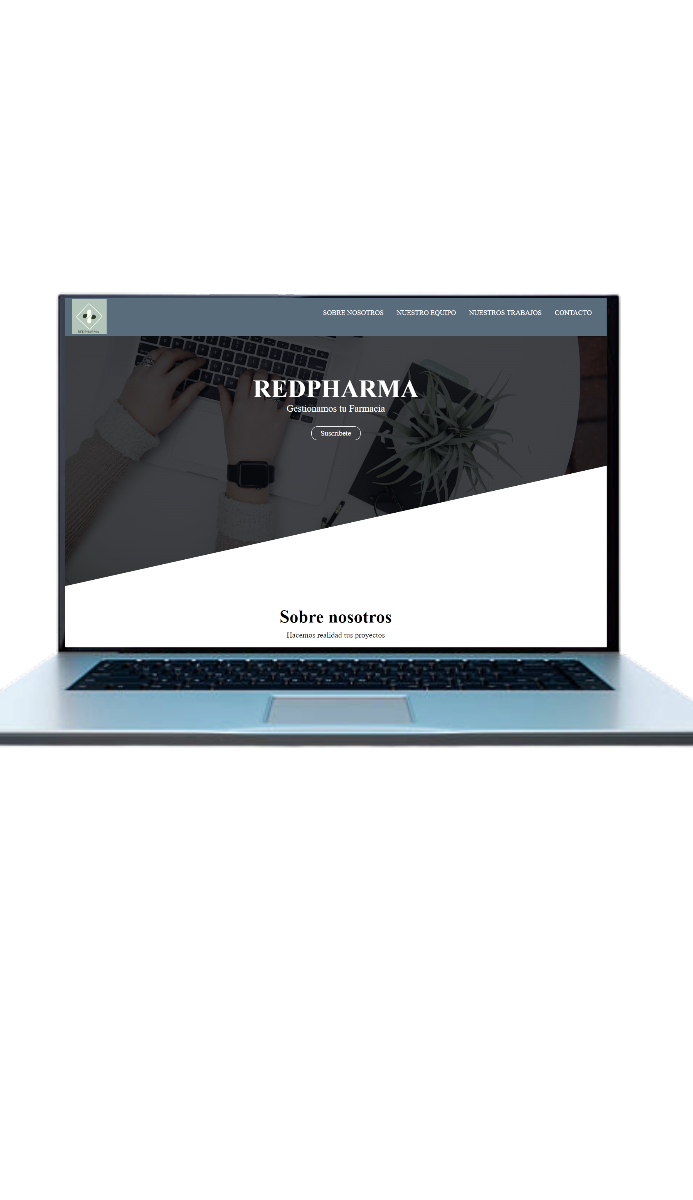 SOBRE NOSOTROS NUESTRO EQUIPO NUESTROS TRABAJOS CONTACTO
REDPHARMA
Gestionamos tu Farmacia
Suscríbete
Sobre nosotros
Hacemos realidad tus proyectos